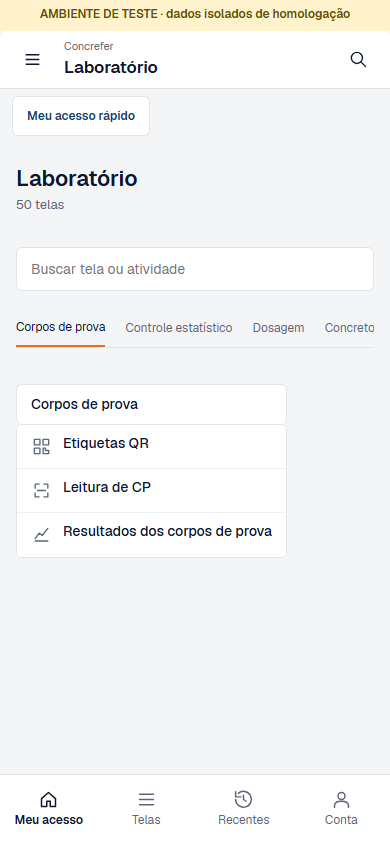 AMBIENTE DE TESTE · dados isolados de homologação
Concrefer
Laboratório
Meu acesso rápido
Laboratório
50 telas
Buscar tela ou atividade
Corpos de prova Controle estatístico Dosagem Concreto
Corpos de prova
Etiquetas QR
Leitura de CP
Resultados dos corpos de prova
Meu acesso Telas Recentes Conta